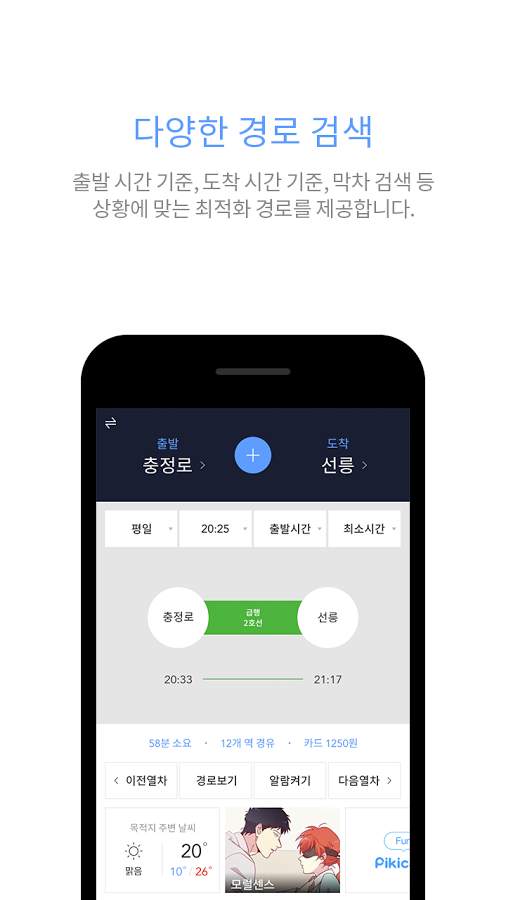 다양한 경로 검색
출발 시간 기준, 도착 시간 기준, 막차 검색 등
상황에 맞는 최적화 경로를 제공합니다.
출발
도착
충정로
선릉
평일
20:25
출발시간
최소시간
충정로
급행
2호선
선릉
20:33
21:17
58분 소요 · 12개 역 경유 · 카드 1250원
이전열차
경로보기
알람켜기
다음열차
목적지 주변 날씨
맑음
20°
10° / 26°
모럴센스
Fun